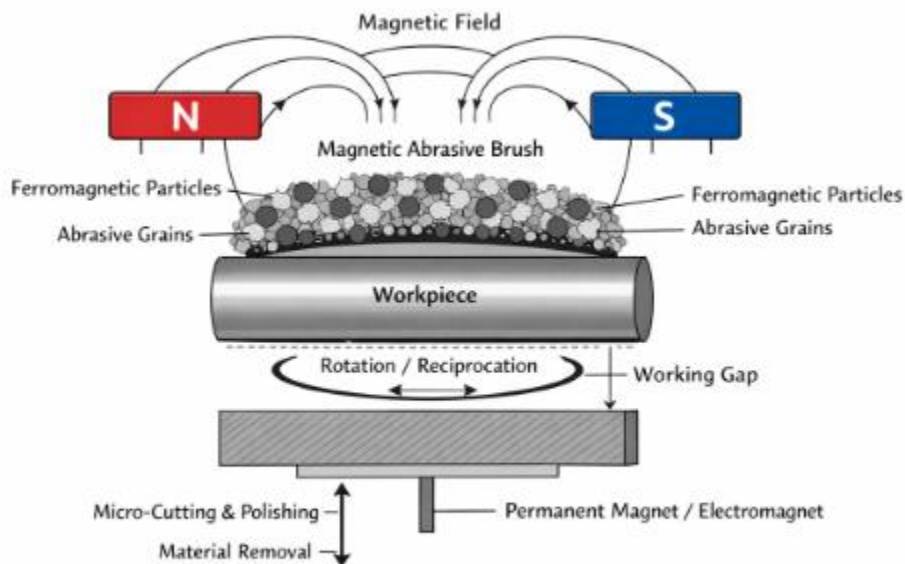 Magnetic Field
N
S
Magnetic Abrasive Brush
Ferromagnetic Particles
Ferromagnetic Particles
Abrasive Grains
Abrasive Grains
Workpiece
Rotation / Reciprocation
Working Gap
Micro-Cutting & Polishing
Permanent Magnet / Electromagnet
Material Removal